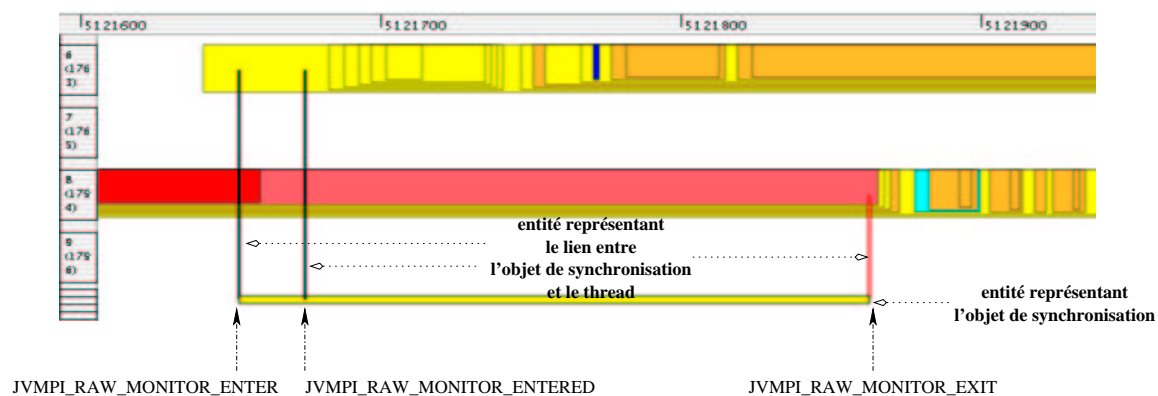 5121600 5121700 5121800 5121900
6
(176
3)
7
(176
5)
8
(179
4)
9
(179
6)
entité représentant
le lien entre
l'objet de synchronisation
et le thread
entité représentant
l'objet de synchronisation
JVMPI_RAW_MONITOR_ENTER JVMPI_RAW_MONITOR_ENTERED JVMPI_RAW_MONITOR_EXIT